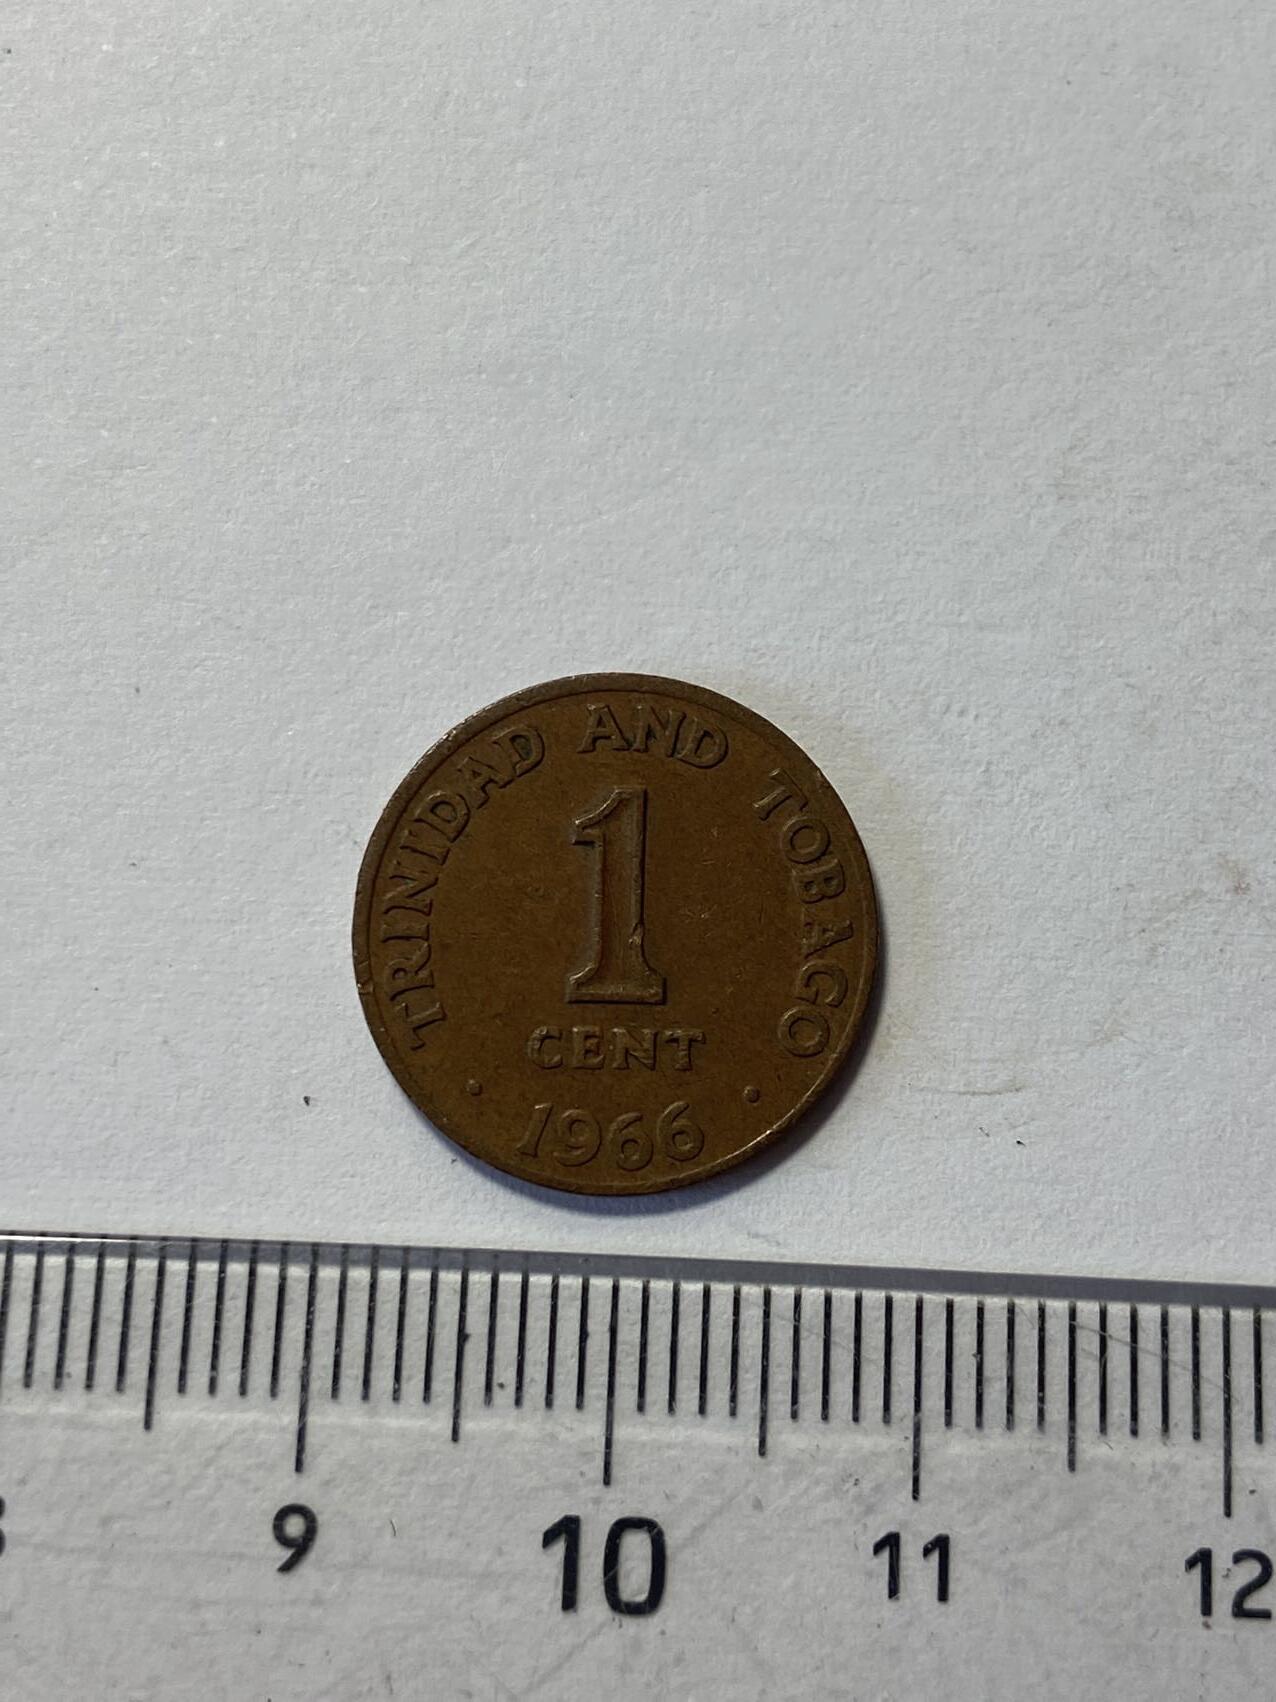 TRINIDAD AND TOBAGO
1
CENT
· 1966 ·
9 10 11 12